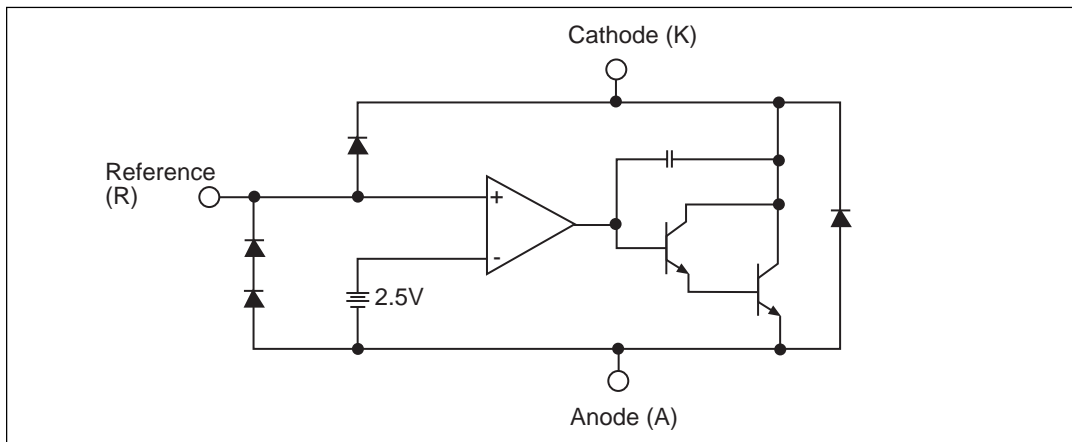 Cathode (K)
Reference
(R)
+
-
2.5V
Anode (A)